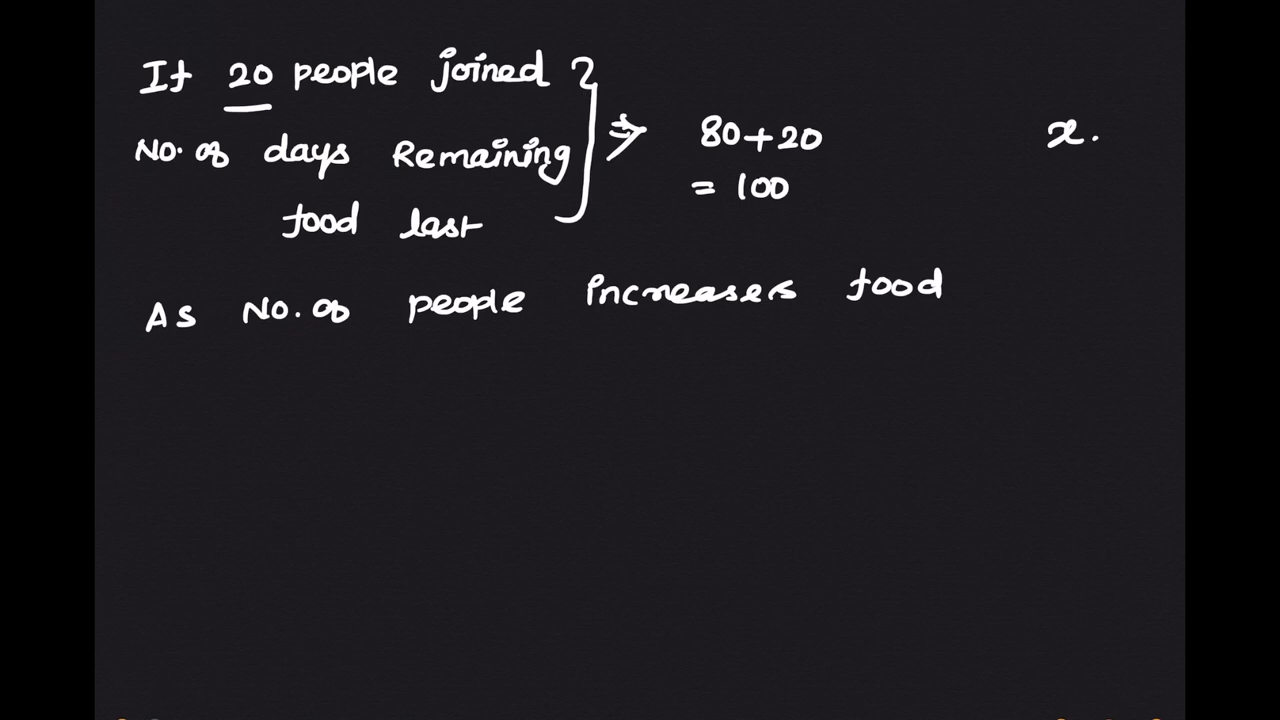 If 20 people joined
No. of days Remaining
food last
⇒ 80+20
= 100
x.
As No. of people increases food